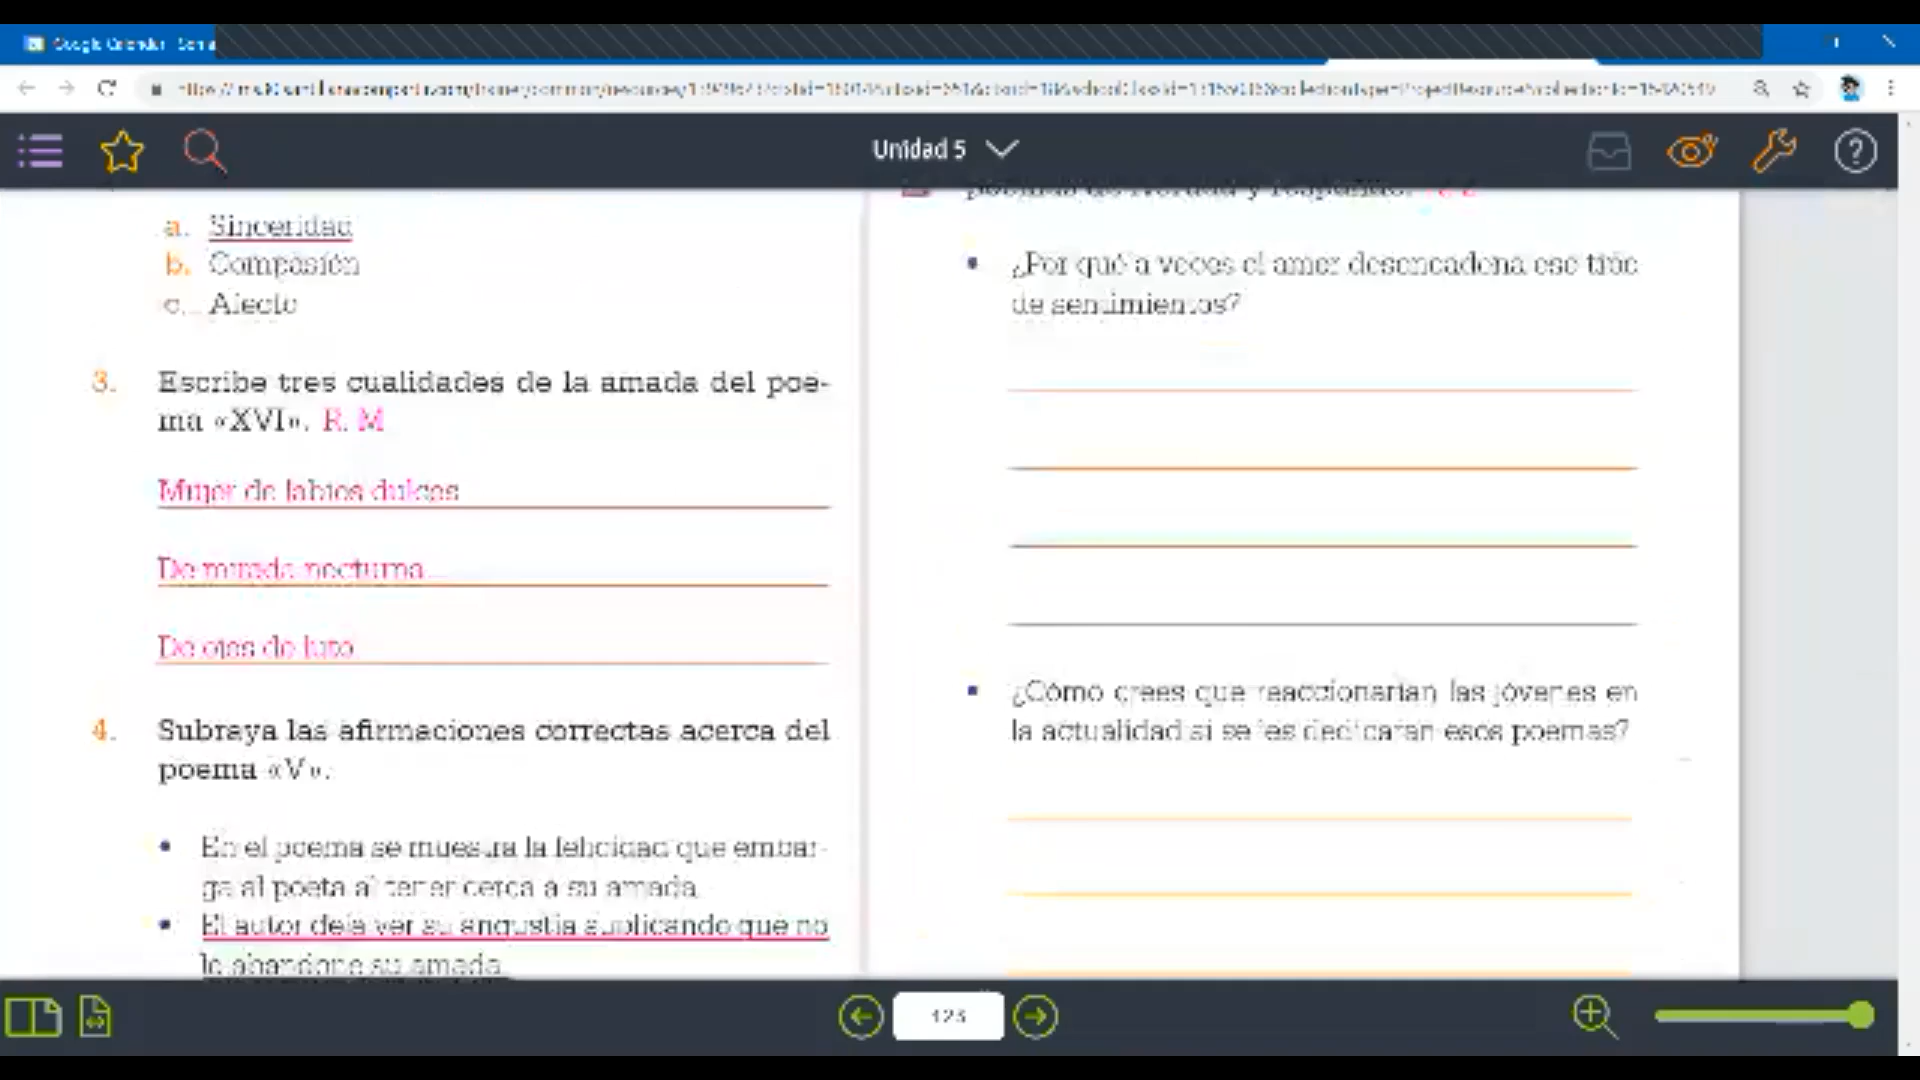 Google Calendar - Sema
Unidad 5
a. Sinceridad
b. Compasión
c. Afecto
3. Escribe tres cualidades de la amada del poe-
ma «XVI». R. M
Mujer de labios dulces
De mirada nocturna
De ojos de luto
4. Subraya las afirmaciones correctas acerca del
poema «V».
• En el poema se muestra la felicidad que embar-
ga al poeta al tener cerca a su amada.
• El autor deja ver su angustia suplicando que no
lo abandone su amada.
• ¿Por qué a veces el amor desencadena ese tipo
de sentimientos?
• ¿Cómo crees que reaccionarían las jóvenes en
la actualidad si se les dedicaran esos poemas?
123